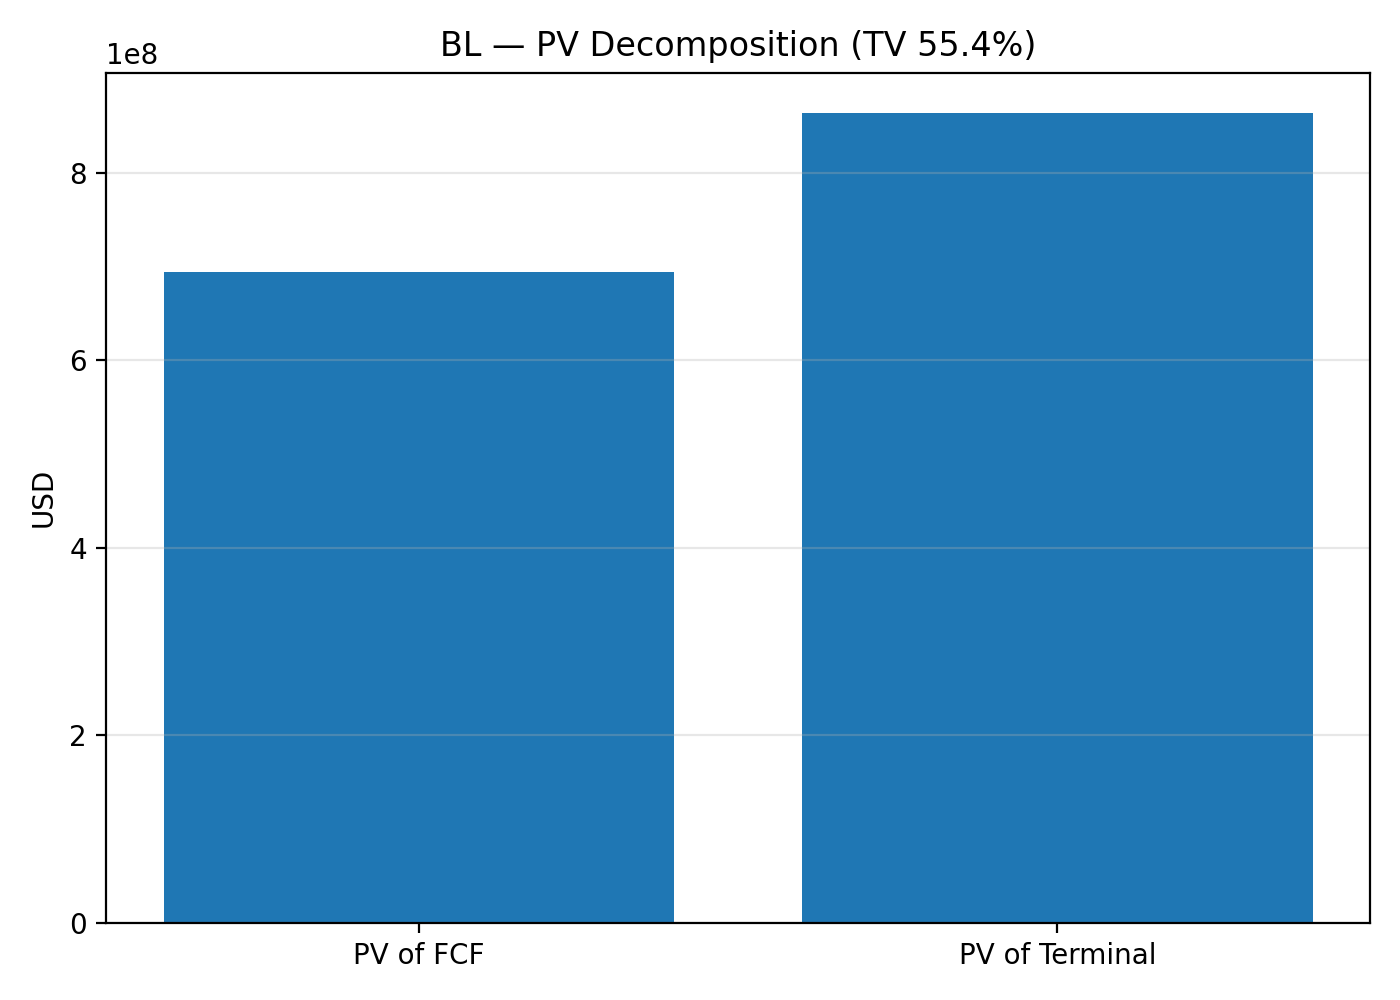 BL — PV Decomposition (TV 55.4%)
1e8
8
6
4
2
0
USD
PV of FCF
PV of Terminal